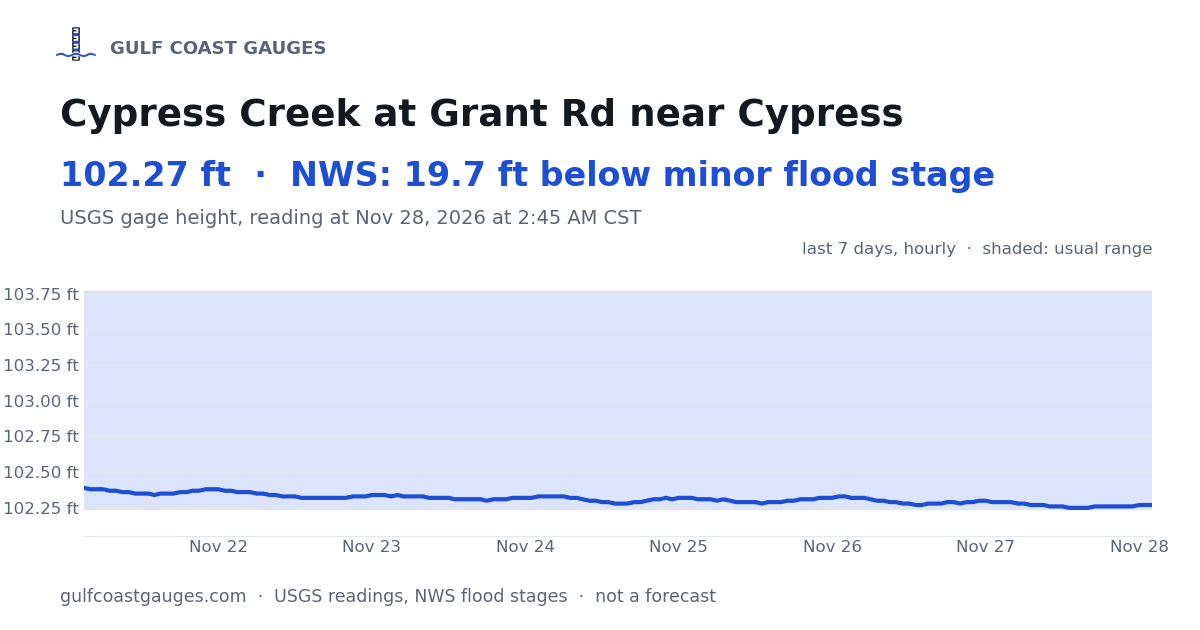 GULF COAST GAUGES
Cypress Creek at Grant Rd near Cypress
102.27 ft · NWS: 19.7 ft below minor flood stage
USGS gage height, reading at Nov 28, 2026 at 2:45 AM CST
last 7 days, hourly · shaded: usual range
103.75 ft
103.50 ft
103.25 ft
103.00 ft
102.75 ft
102.50 ft
102.25 ft
Nov 22 Nov 23 Nov 24 Nov 25 Nov 26 Nov 27 Nov 28
gulfcoastgauges.com · USGS readings, NWS flood stages · not a forecast